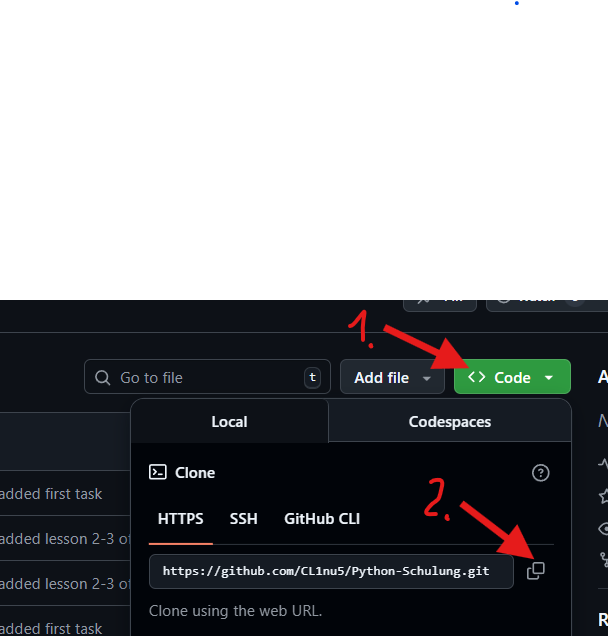 1.
Go to file
t
Add file
Code
Local
Codespaces
Clone
added first task
2.
HTTPS
SSH
GitHub CLI
added lesson 2-3 of
https://github.com/CL1nu5/Python-Schulung.git
added lesson 2-3 of
Clone using the web URL.
added first task